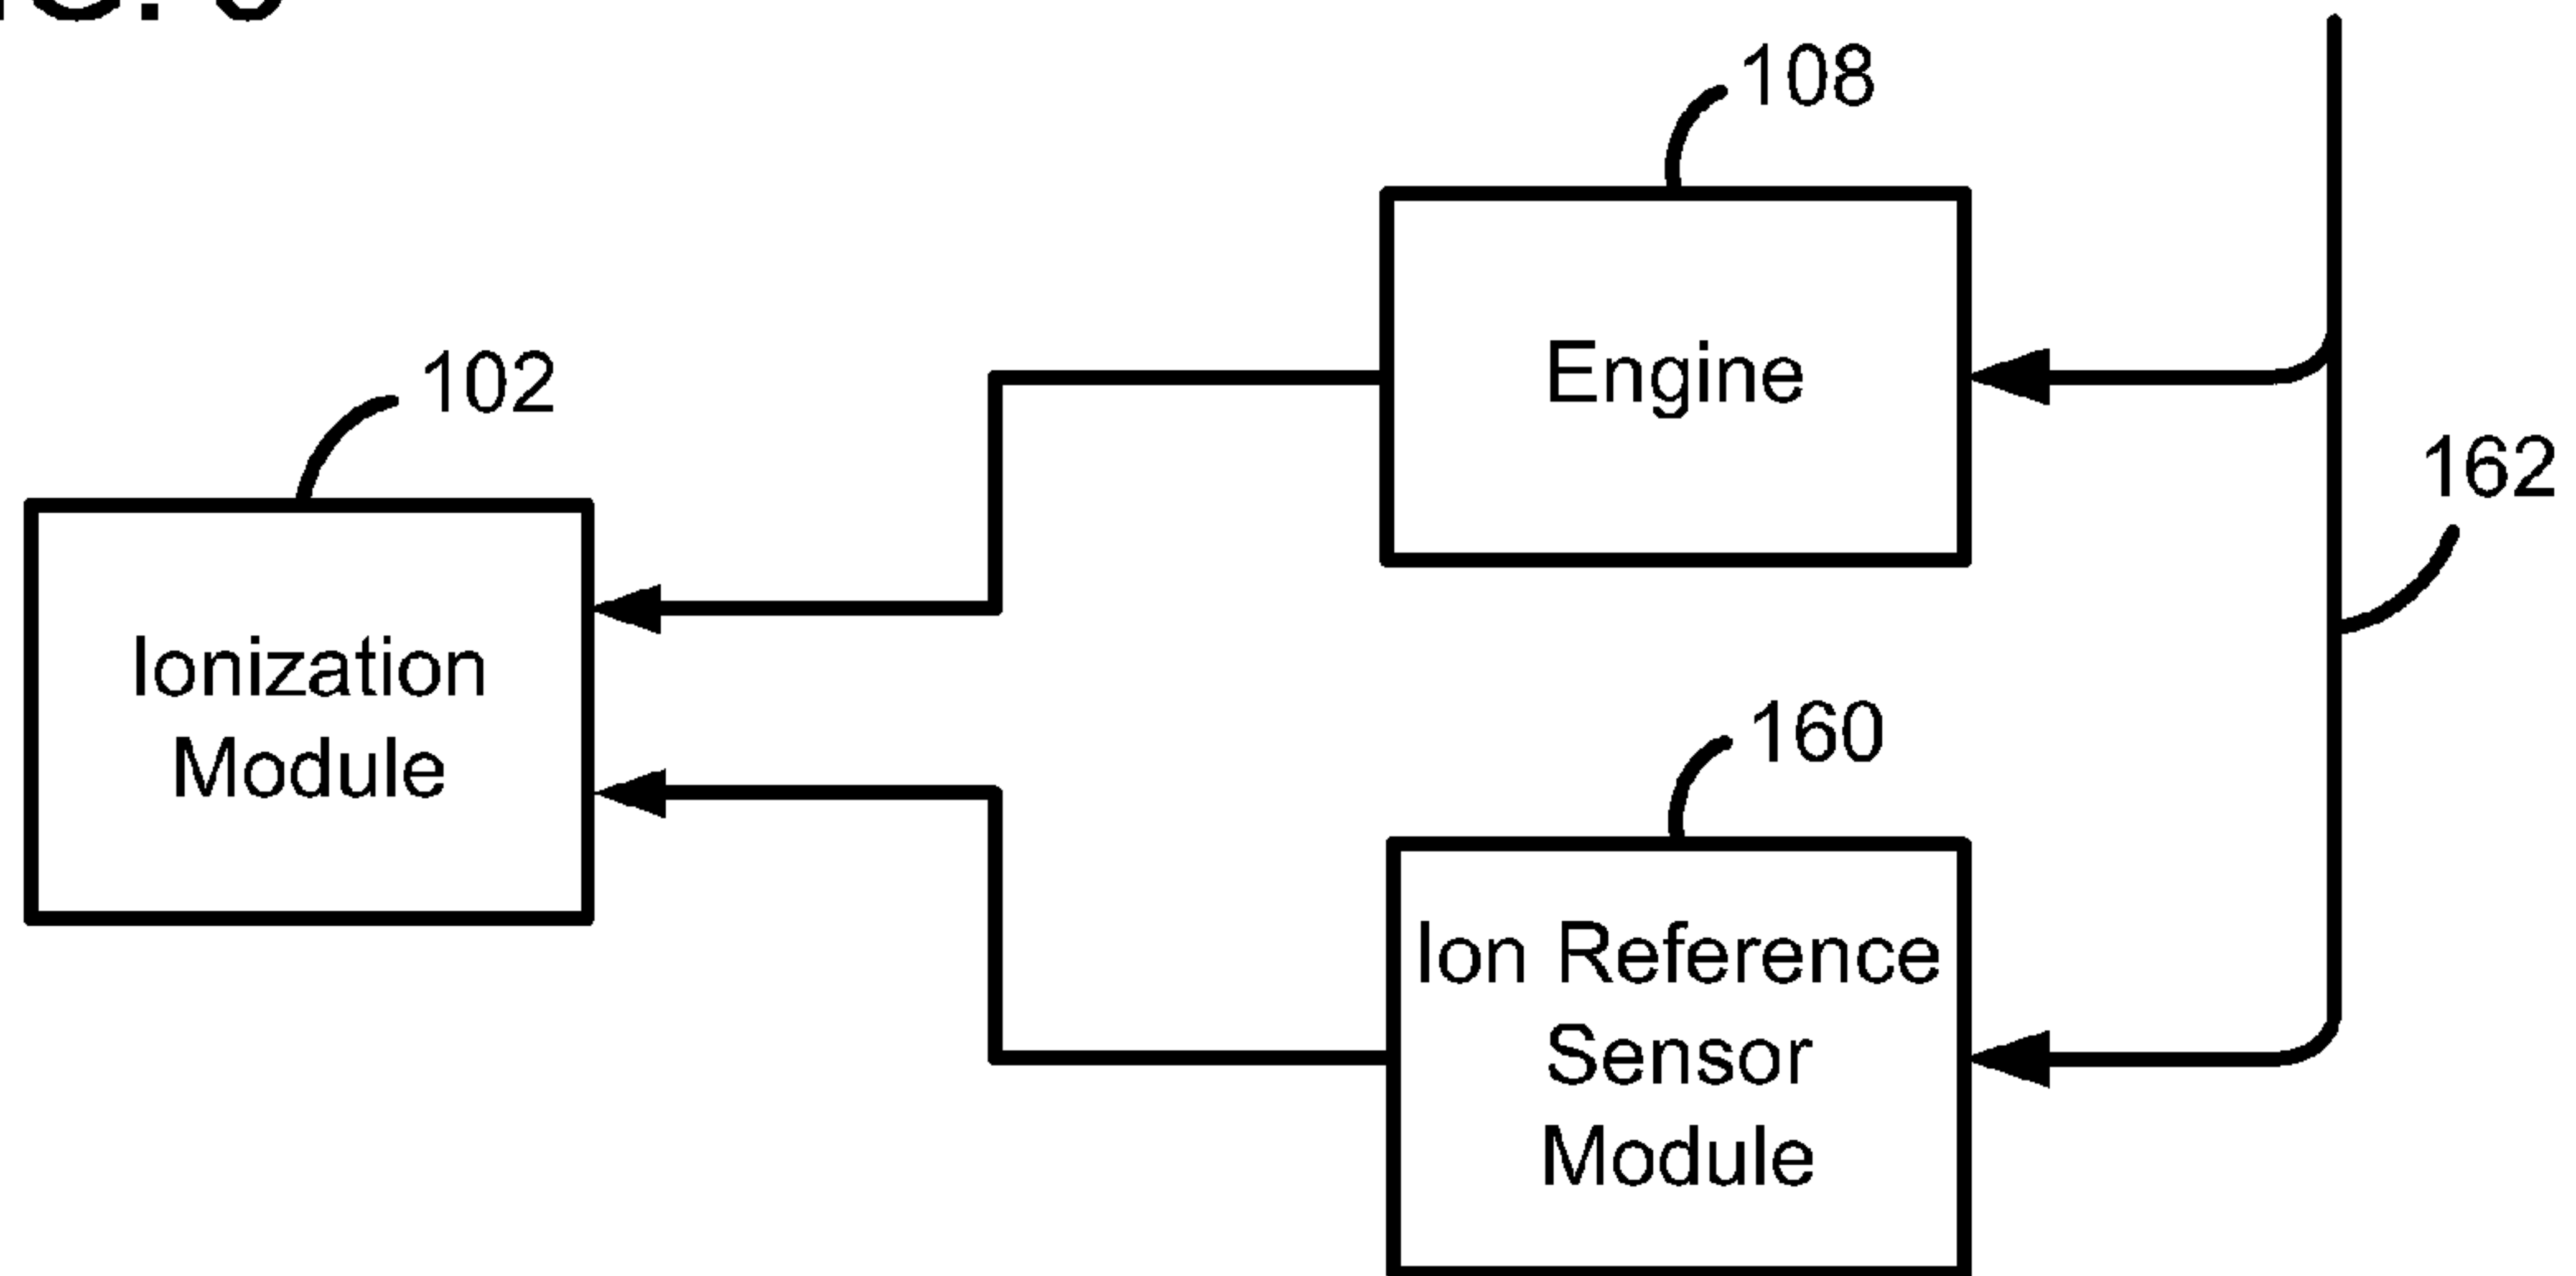 108
Engine
102
162
Ionization
Module
160
Ion Reference
Sensor
Module